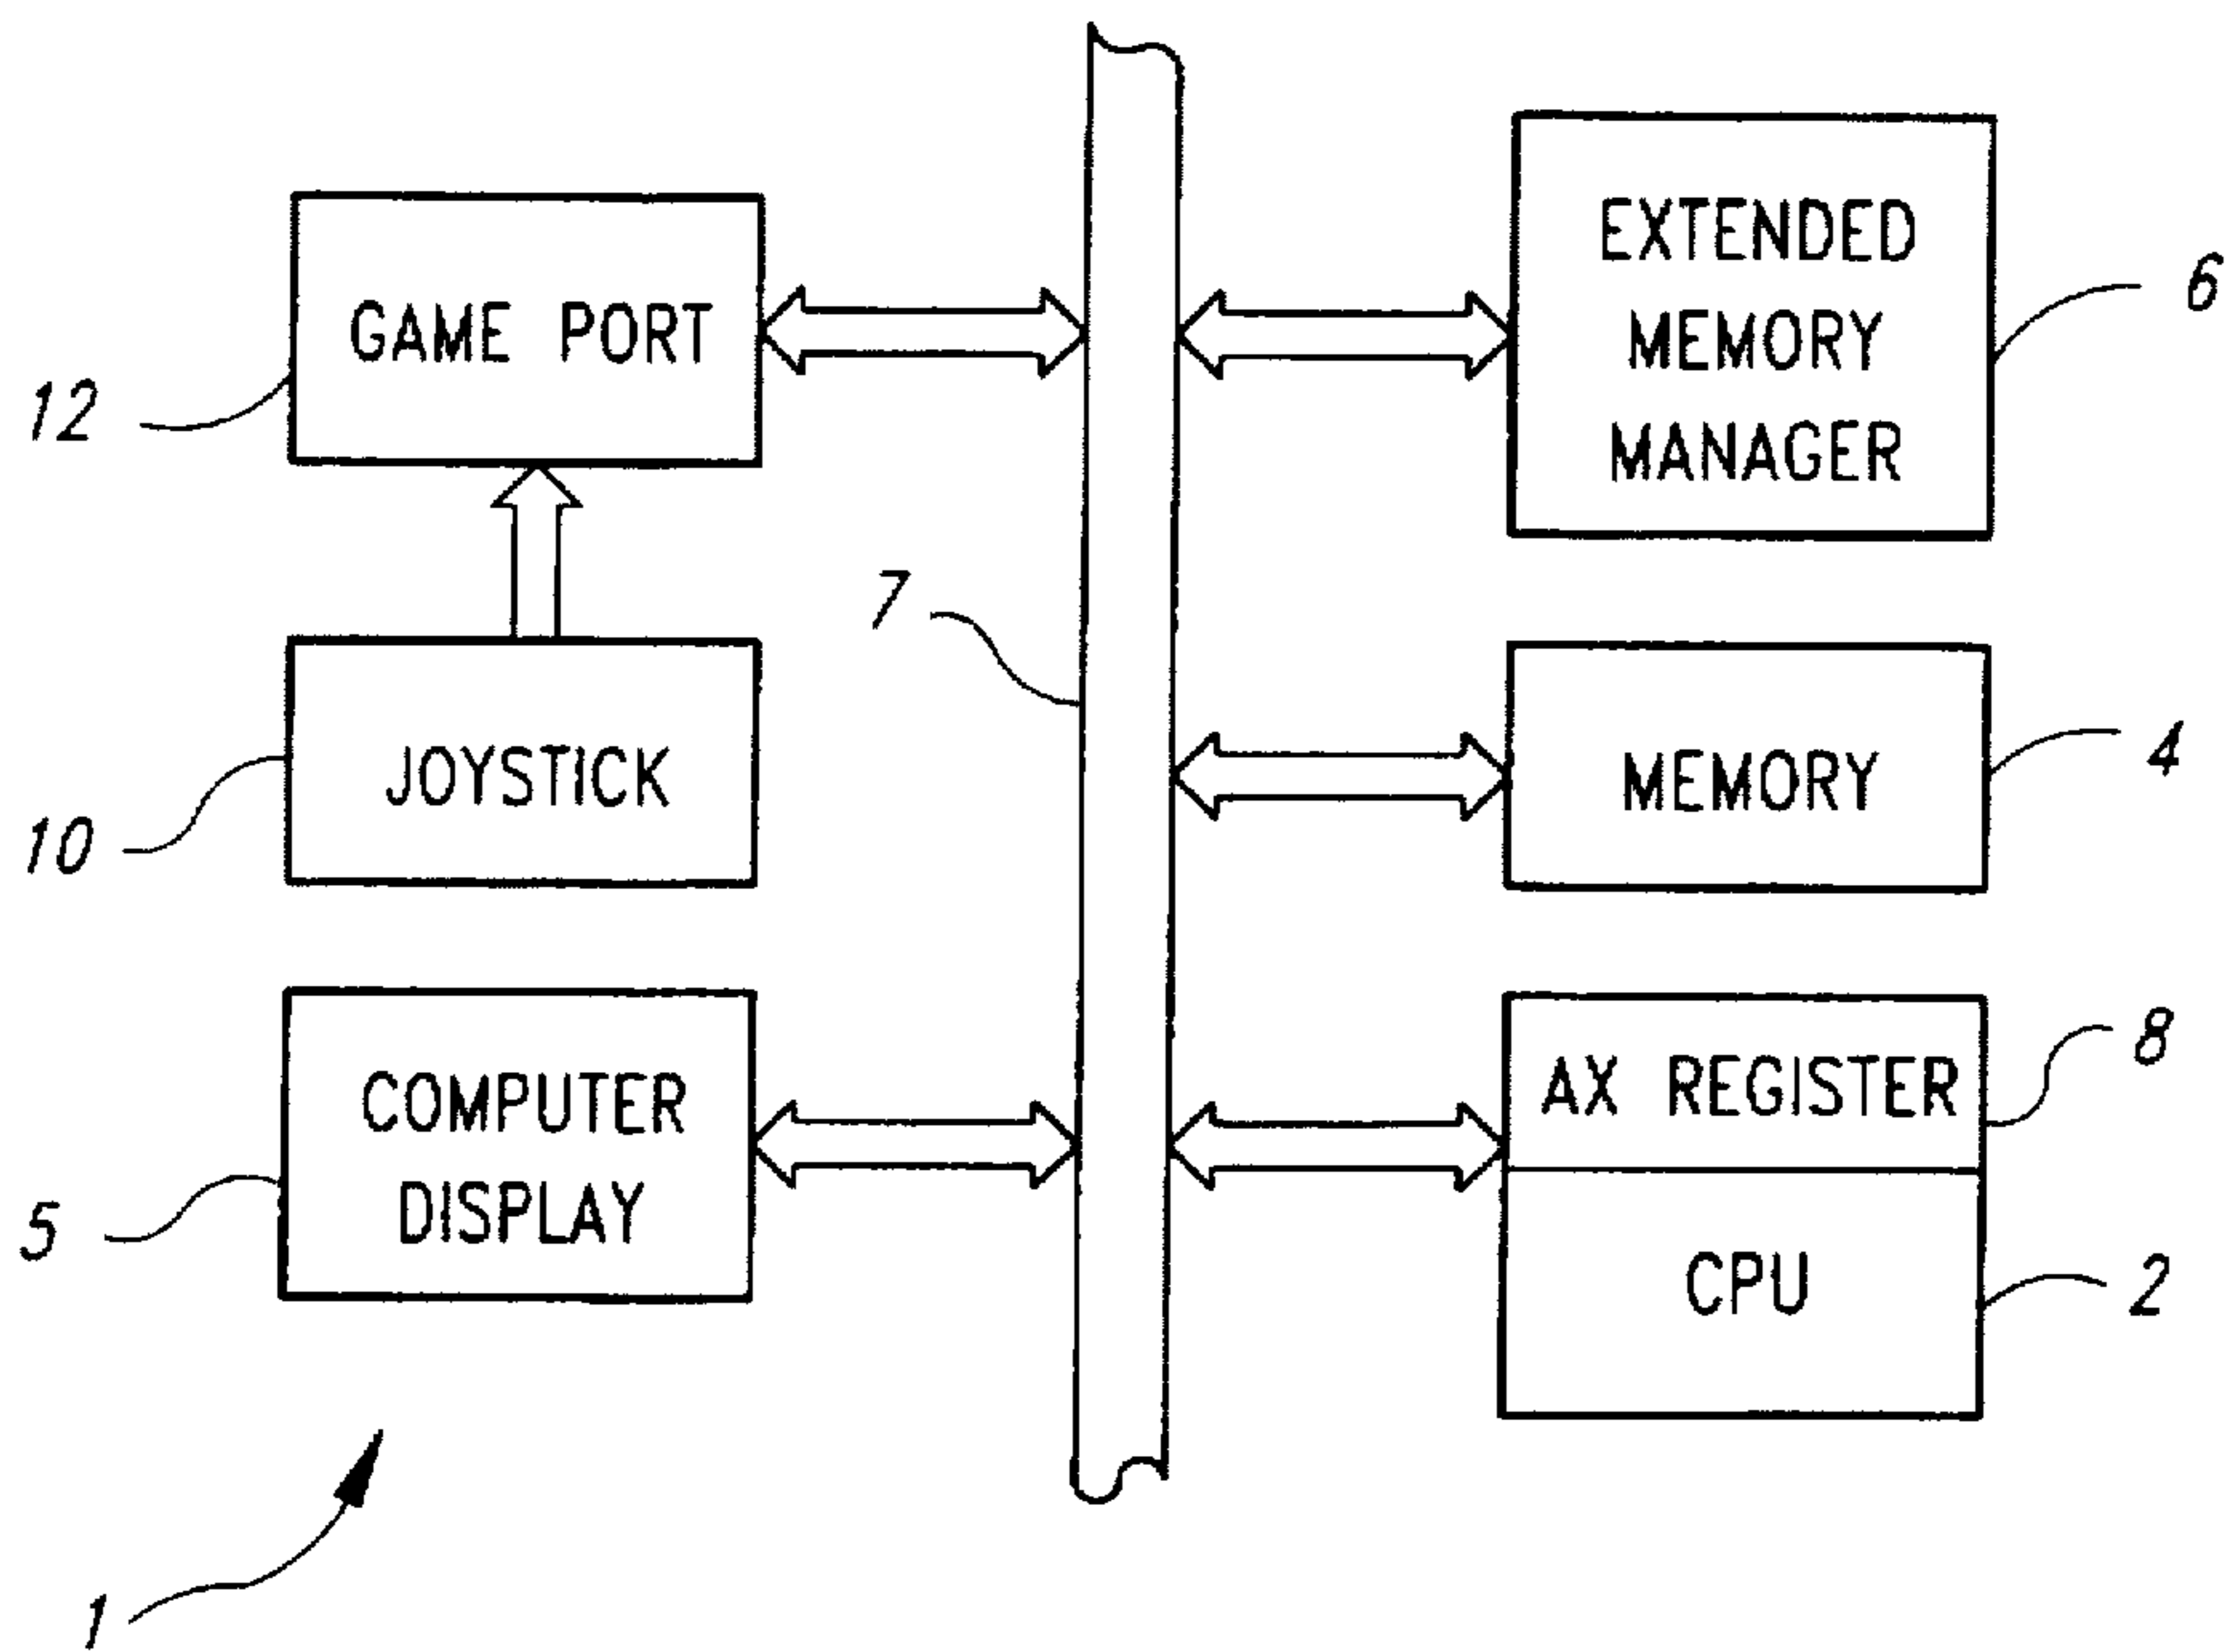 GAME PORT
12
JOYSTICK
10
COMPUTER
DISPLAY
5
1
7
EXTENDED
MEMORY
MANAGER
6
MEMORY
4
AX REGISTER
8
CPU
2